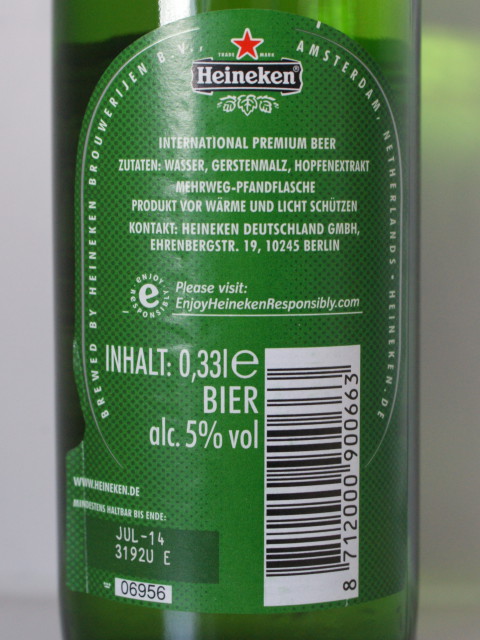 BREWED BY HEINEKEN BROUWERIJEN B.V., AMSTERDAM, NETHERLANDS • HEINEKEN.DE
TRADE MARK
Heineken®
INTERNATIONAL PREMIUM BEER
ZUTATEN: WASSER, GERSTENMALZ, HOPFENEXTRAKT
MEHRWEG-PFANDFLASCHE
PRODUKT VOR WÄRME UND LICHT SCHÜTZEN
KONTAKT: HEINEKEN DEUTSCHLAND GMBH,
EHRENBERGSTR. 19, 10245 BERLIN
ENJOY RESPONSIBLY
e
Please visit:
EnjoyHeinekenResponsibly.com
INHALT: 0,33l e
BIER
alc. 5% vol
8 712000 900663
WWW.HEINEKEN.DE
MINDESTENS HALTBAR BIS ENDE:
JUL-14
3192U E
06956